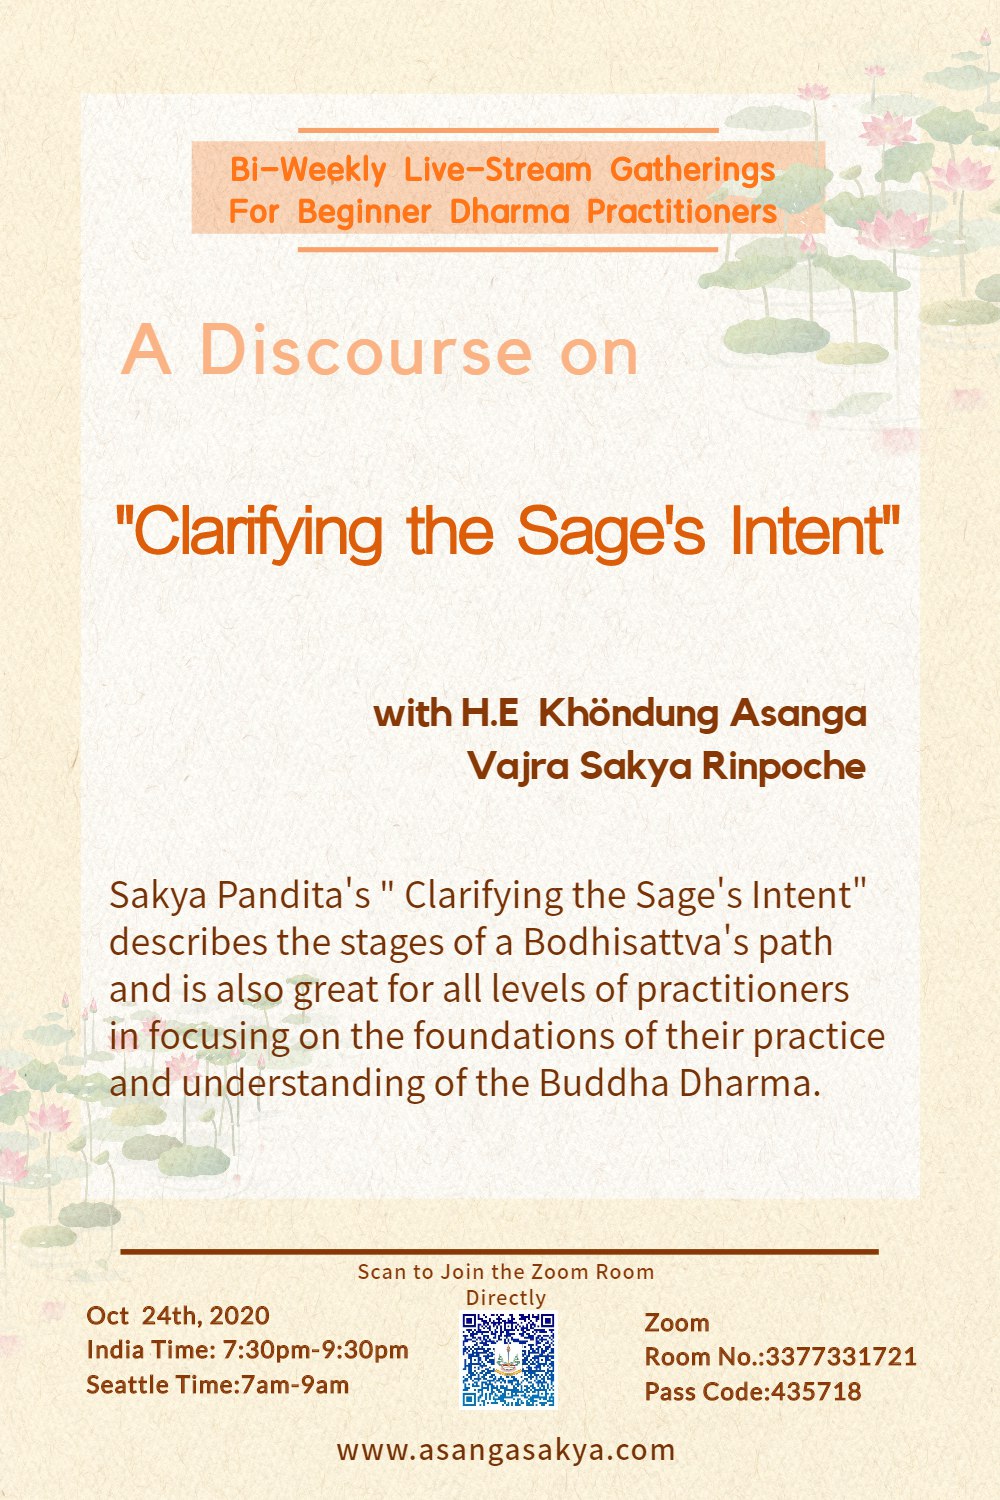 Bi-Weekly Live-Stream Gatherings
For Beginner Dharma Practitioners
A Discourse on
"Clarifying the Sage's Intent"
with H.E Khöndung Asanga
Vajra Sakya Rinpoche
Sakya Pandita's " Clarifying the Sage's Intent"
describes the stages of a Bodhisattva's path
and is also great for all levels of practitioners
in focusing on the foundations of their practice
and understanding of the Buddha Dharma.
Scan to Join the Zoom Room
Directly
Oct 24th, 2020
India Time: 7:30pm-9:30pm
Seattle Time:7am-9am
Zoom
Room No.:3377331721
Pass Code:435718
www.asangasakya.com